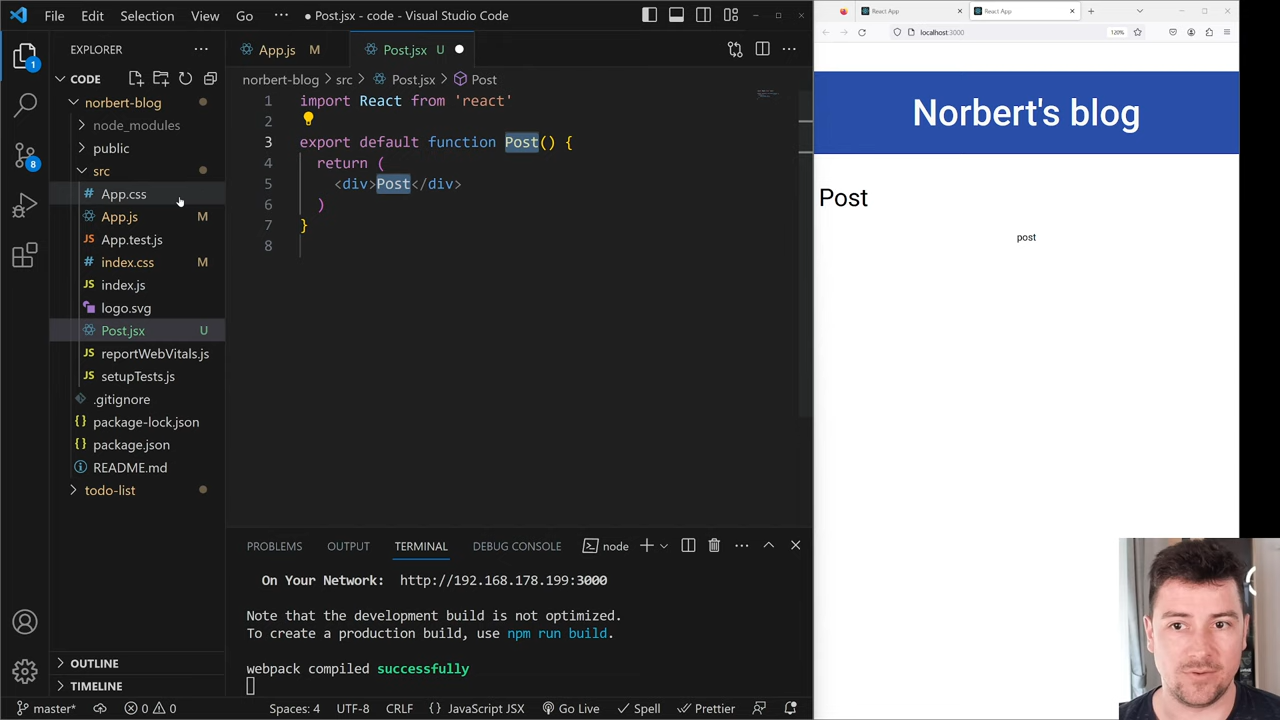 File Edit Selection View Go ··· ● Post.jsx - code - Visual Studio Code
EXPLORER
CODE
norbert-blog
node_modules
public
src
# App.css
App.js M
App.test.js
# index.css M
JS index.js
logo.svg
Post.jsx U
JS reportWebVitals.js
JS setupTests.js
.gitignore
{} package-lock.json
{} package.json
README.md
todo-list
OUTLINE
TIMELINE
1
8
App.js M Post.jsx U
norbert-blog > src > Post.jsx > Post
1 import React from 'react'
2
3 export default function Post() {
4 return (
5 <div>Post</div>
6 )
7 }
8
PROBLEMS OUTPUT TERMINAL DEBUG CONSOLE node
On Your Network: http://192.168.178.199:3000
Note that the development build is not optimized.
To create a production build, use npm run build.
webpack compiled successfully
master* 0 0 Spaces: 4 UTF-8 CRLF {} JavaScript JSX Go Live Spell Prettier
React App React App
localhost:3000 120%
Norbert's blog
Post
post